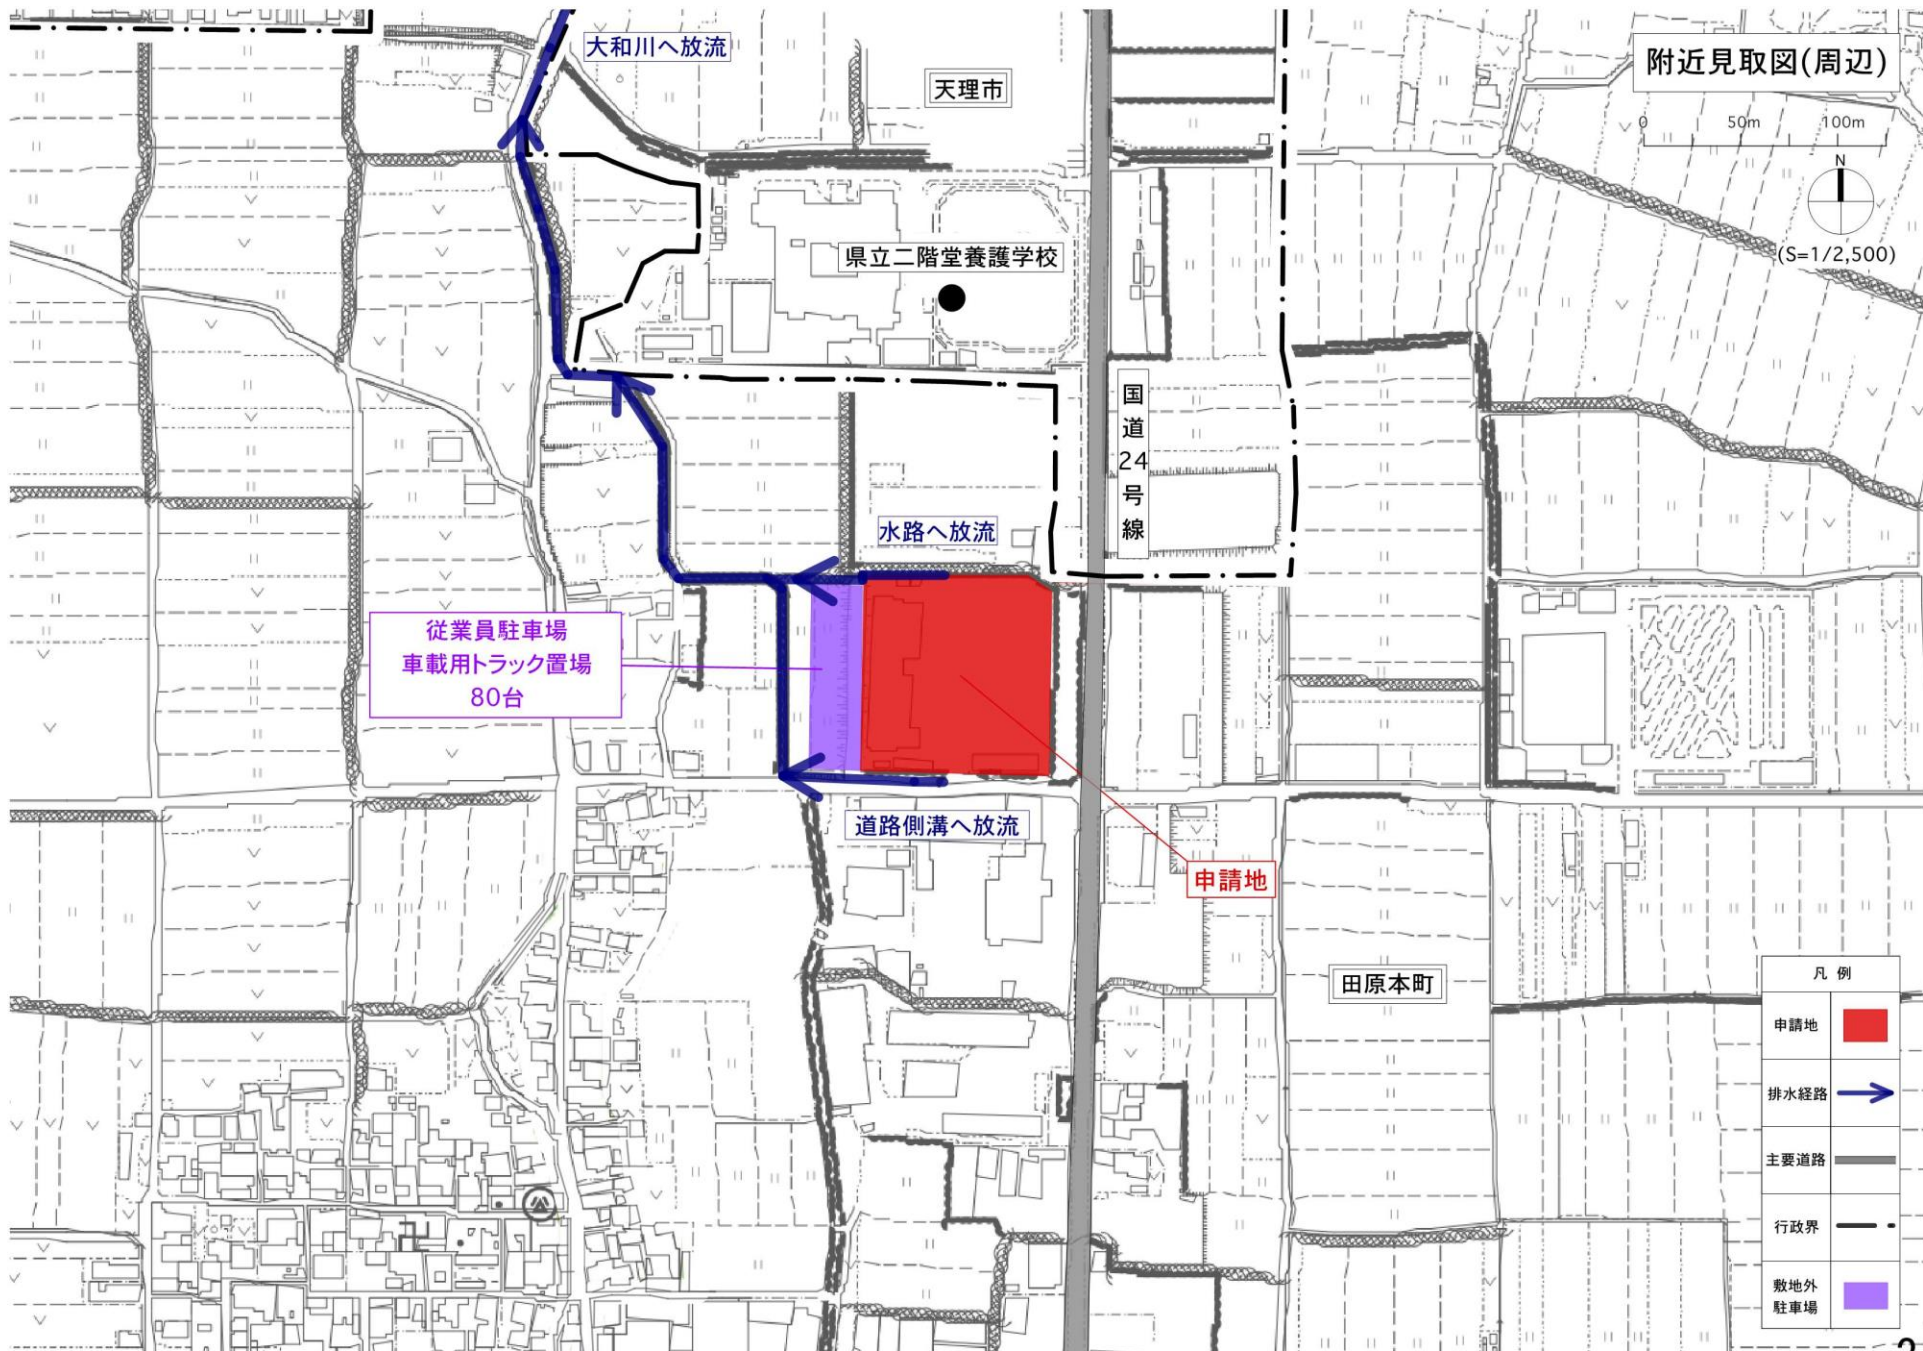 大和川へ放流
天理市
附近見取図(周辺)
0 50m 100m
N
(S=1/2,500)
県立二階堂養護学校
国道24号線
水路へ放流
従業員駐車場
車載用トラック置場
80台
道路側溝へ放流
申請地
田原本町
凡 例
申請地
排水経路
主要道路
行政界
敷地外
駐車場